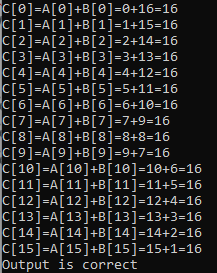 C[0]=A[0]+B[0]=0+16=16
C[1]=A[1]+B[1]=1+15=16
C[2]=A[2]+B[2]=2+14=16
C[3]=A[3]+B[3]=3+13=16
C[4]=A[4]+B[4]=4+12=16
C[5]=A[5]+B[5]=5+11=16
C[6]=A[6]+B[6]=6+10=16
C[7]=A[7]+B[7]=7+9=16
C[8]=A[8]+B[8]=8+8=16
C[9]=A[9]+B[9]=9+7=16
C[10]=A[10]+B[10]=10+6=16
C[11]=A[11]+B[11]=11+5=16
C[12]=A[12]+B[12]=12+4=16
C[13]=A[13]+B[13]=13+3=16
C[14]=A[14]+B[14]=14+2=16
C[15]=A[15]+B[15]=15+1=16
Output is correct